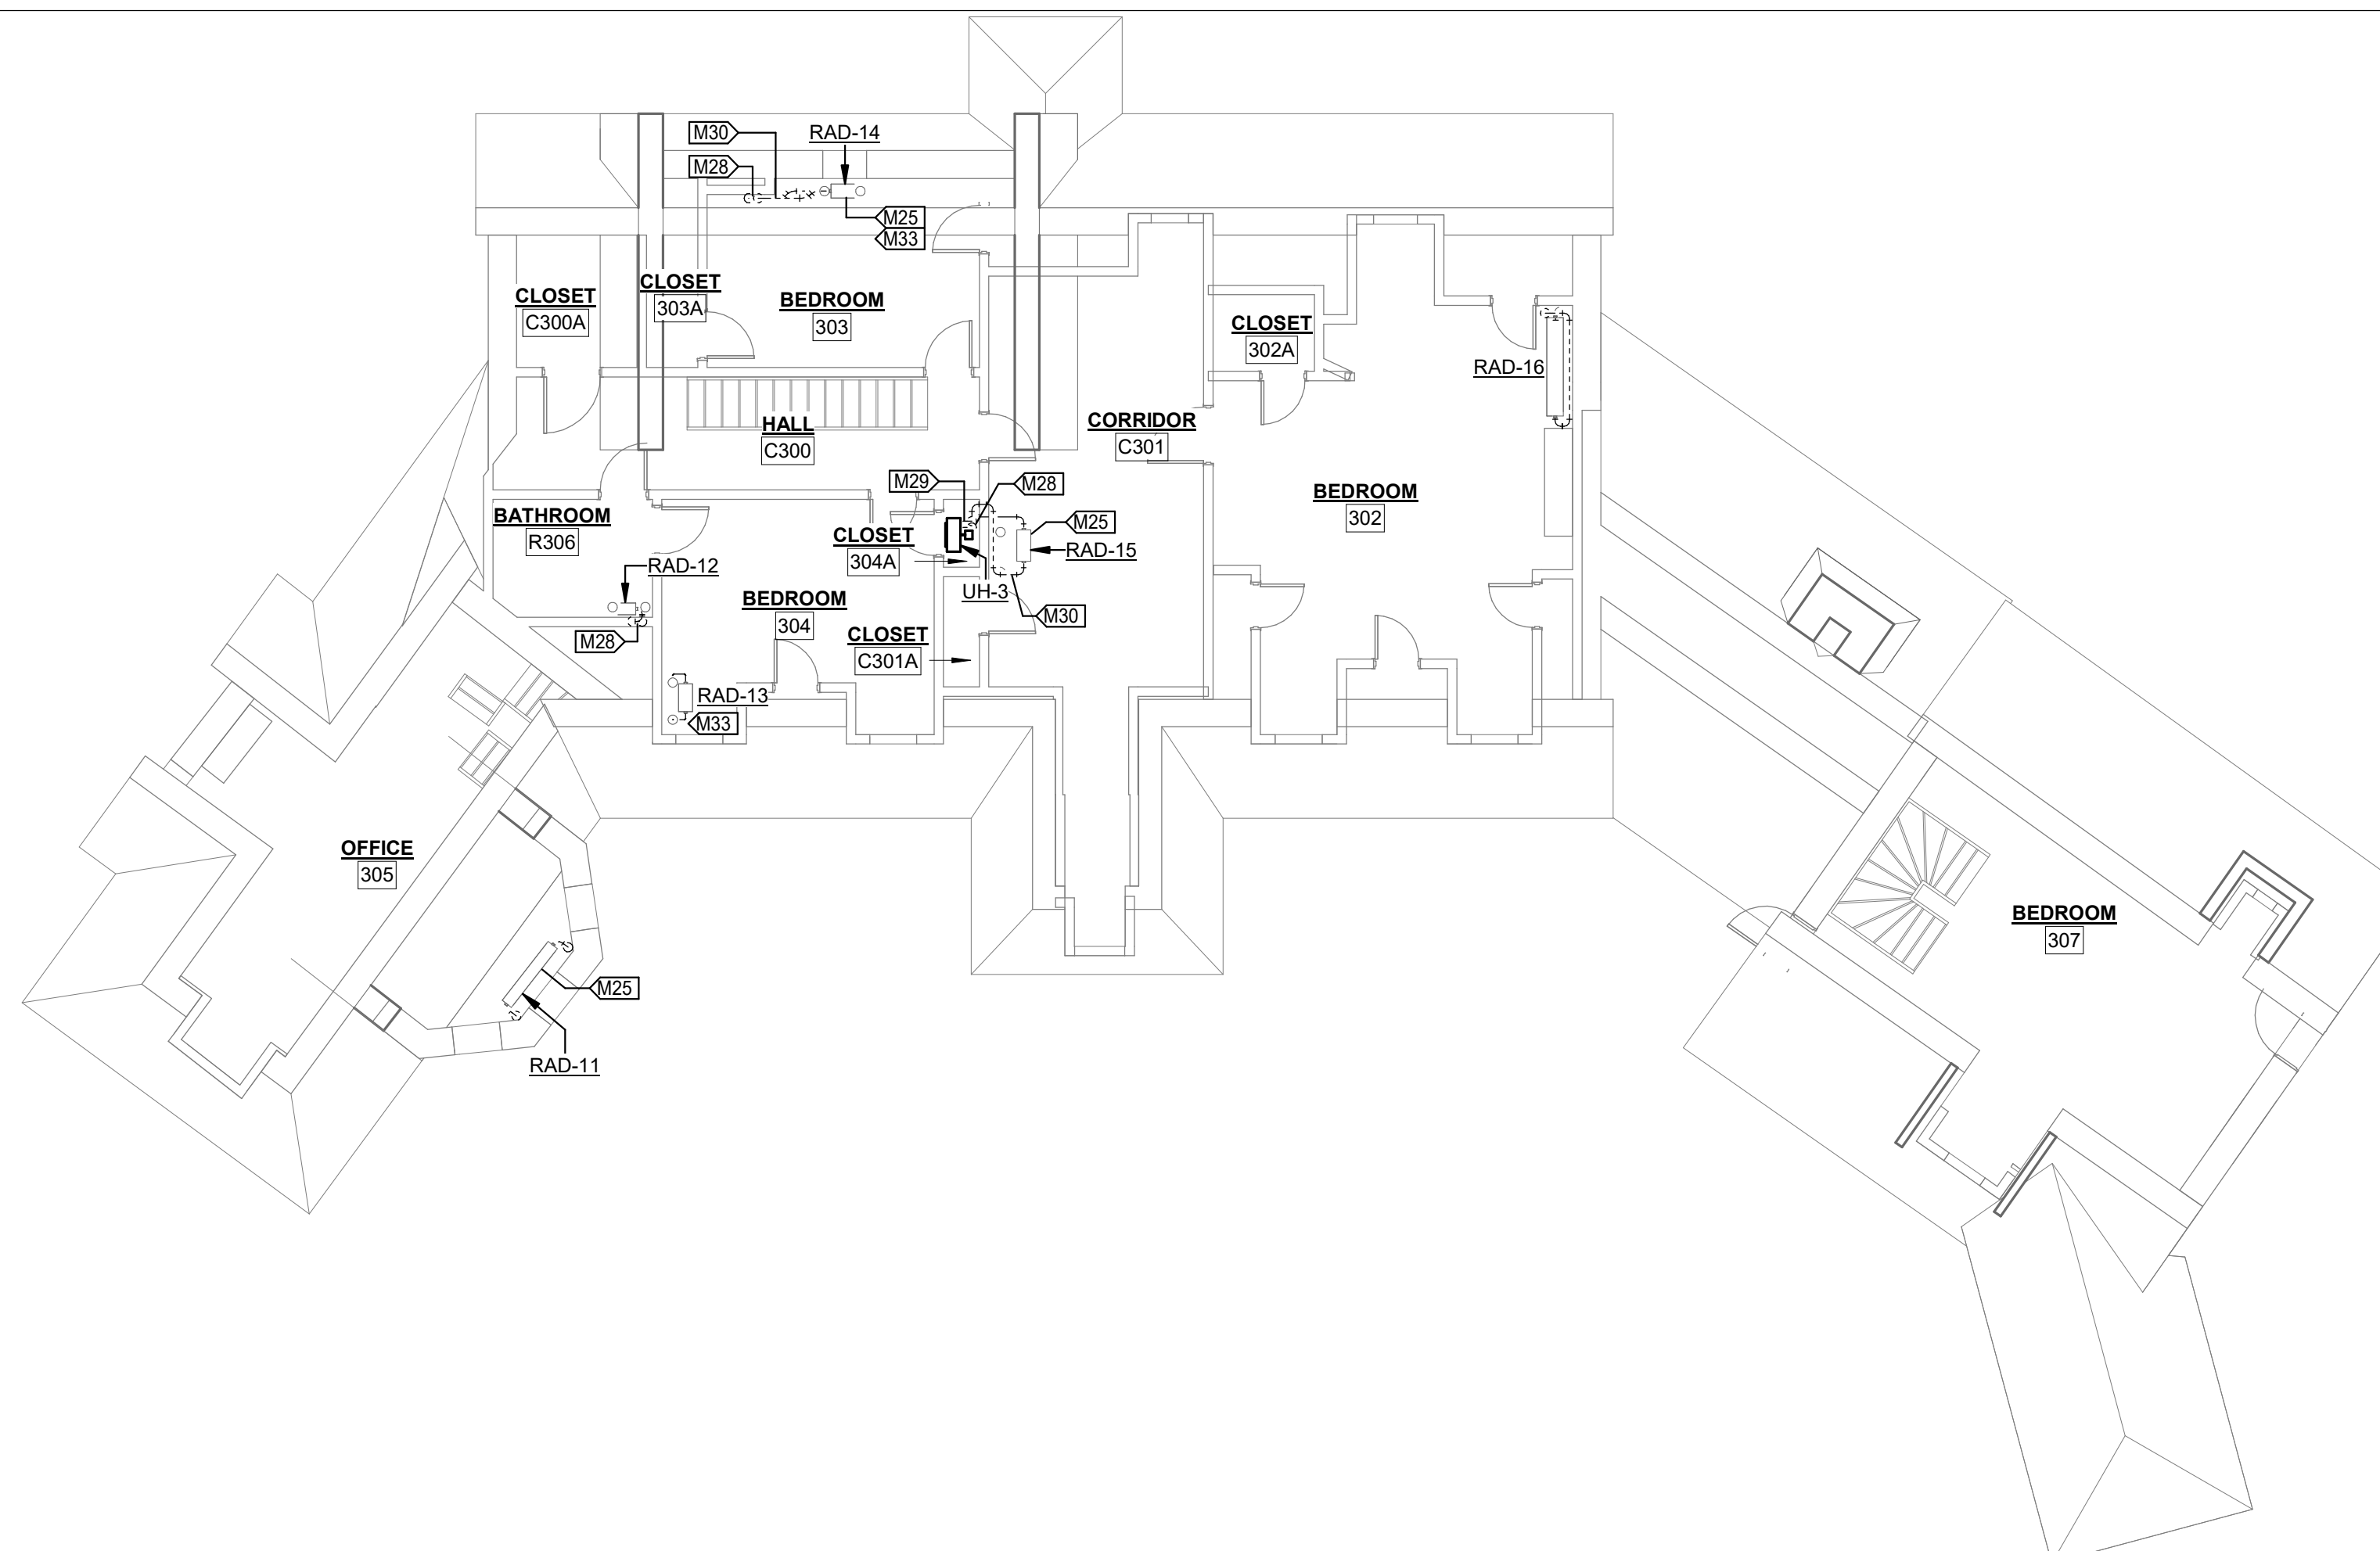 M30
RAD-14
M28
M25
M33
CLOSET
303A
CLOSET
C300A
BEDROOM
303
CLOSET
302A
RAD-16
HALL
C300
CORRIDOR
C301
M29
M28
BEDROOM
302
BATHROOM
R306
M25
CLOSET
304A
RAD-15
RAD-12
UH-3
BEDROOM
304
M30
M28
CLOSET
C301A
RAD-13
M33
OFFICE
305
BEDROOM
307
M25
RAD-11